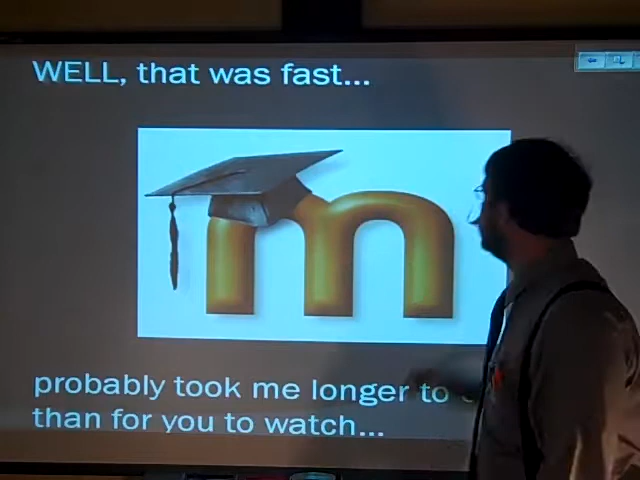 WELL, that was fast...
m
probably took me longer to
than for you to watch...